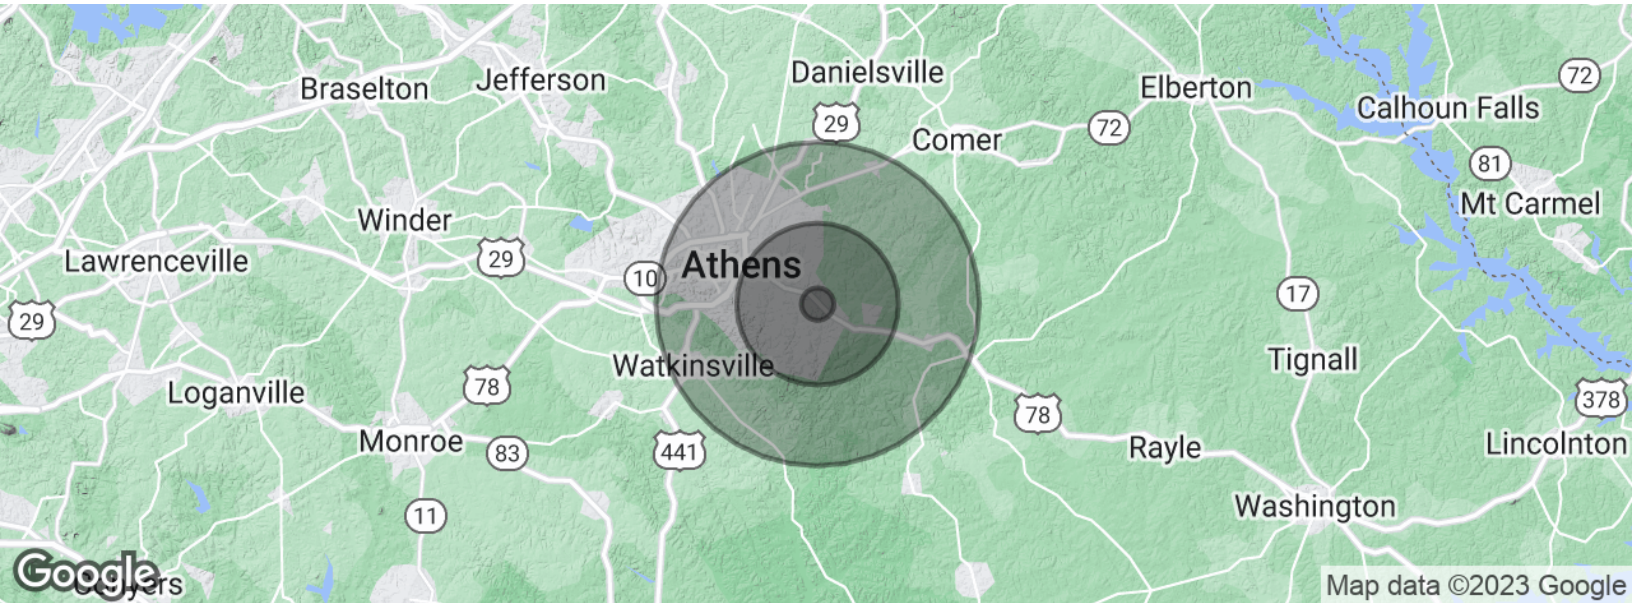 72
Jefferson
Danielsville
Braselton
Elberton
Calhoun Falls
29
72
Comer
81
Winder
Mt Carmel
Lawrenceville
29
10
Athens
17
29
Watkinsville
Tignall
Loganville
78
378
78
Monroe
83
441
Rayle
Lincolnton
11
Washington
Google
Conyers
Map data ©2023 Google